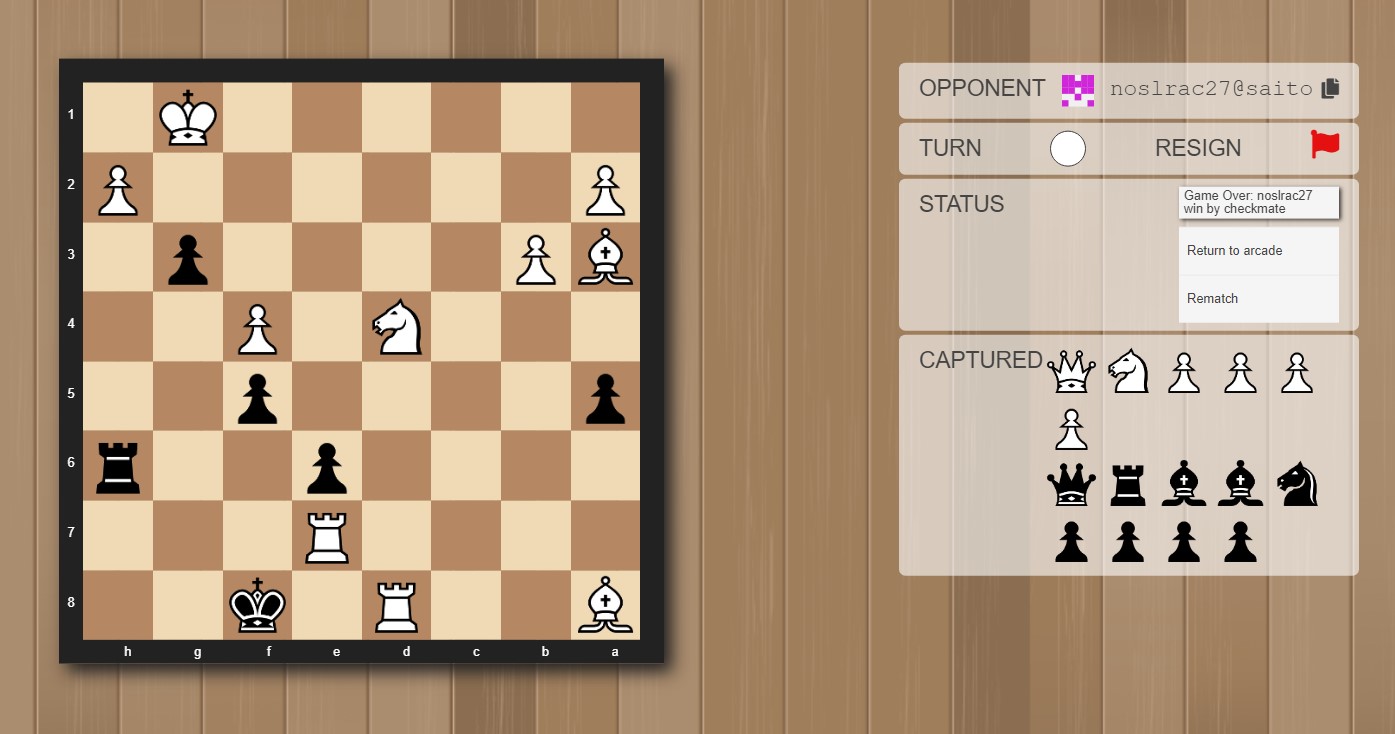 OPPONENT noslrac27@saito
TURN RESIGN
STATUS
Game Over: noslrac27
win by checkmate
Return to arcade
Rematch
CAPTURED
1
2
3
4
5
6
7
8
h g f e d c b a